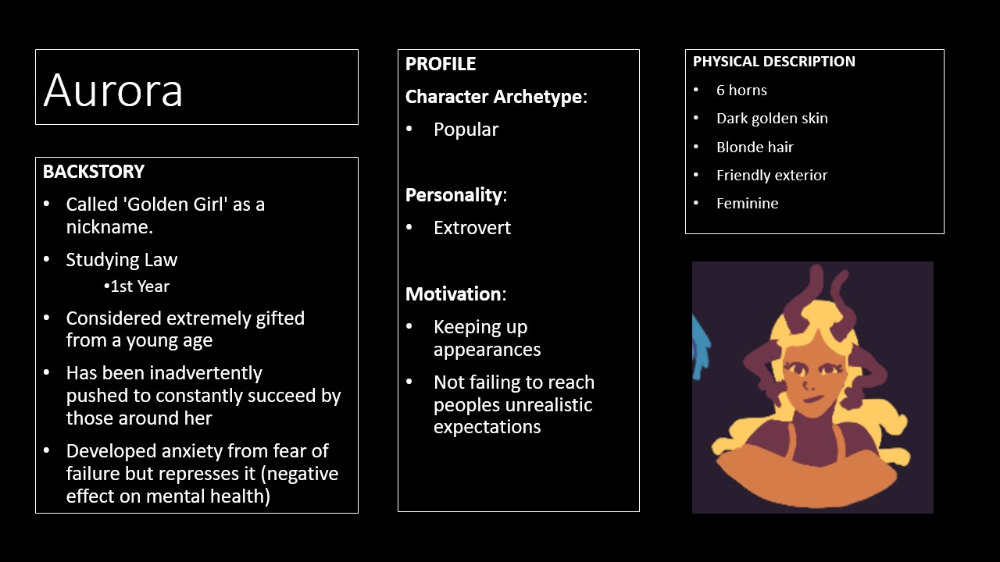 Aurora
BACKSTORY
• Called 'Golden Girl' as a
nickname.
• Studying Law
•1st Year
• Considered extremely gifted
from a young age
• Has been inadvertently
pushed to constantly succeed by
those around her
• Developed anxiety from fear of
failure but represses it (negative
effect on mental health)
PROFILE
Character Archetype:
• Popular
Personality:
• Extrovert
Motivation:
• Keeping up
appearances
• Not failing to reach
peoples unrealistic
expectations
PHYSICAL DESCRIPTION
• 6 horns
• Dark golden skin
• Blonde hair
• Friendly exterior
• Feminine